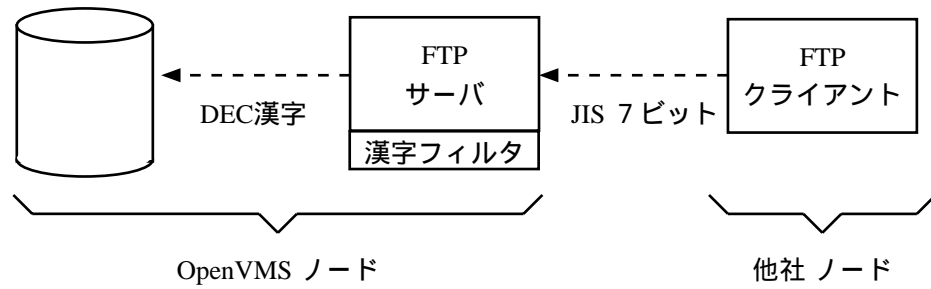 FTP
サーバ
漢字フィルタ
DEC漢字
JIS 7 ビット
FTP
クライアント
OpenVMS ノード
他社 ノード